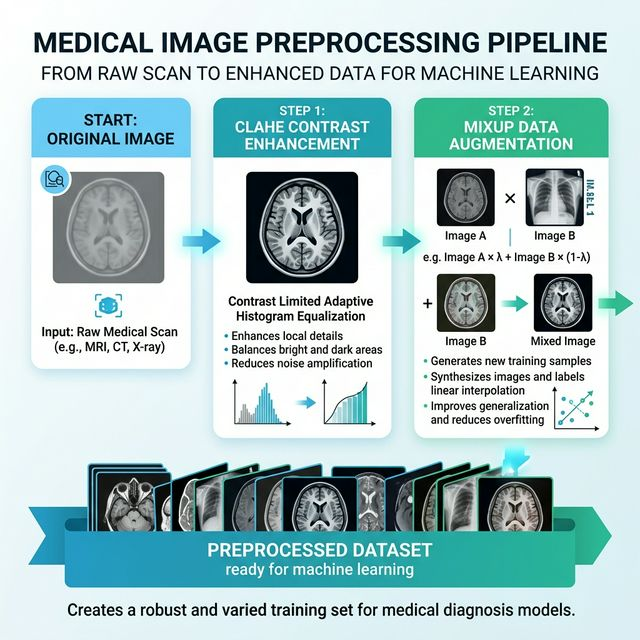 MEDICAL IMAGE PREPROCESSING PIPELINE
FROM RAW SCAN TO ENHANCED DATA FOR MACHINE LEARNING
START:
ORIGINAL IMAGE
Input: Raw Medical Scan
(e.g., MRI, CT, X-ray)
STEP 1:
CLAHE CONTRAST
ENHANCEMENT
Contrast Limited Adaptive
Histogram Equalization
• Enhances local details
• Balances bright and dark areas
• Reduces noise amplification
STEP 2:
MIXUP DATA
AUGMENTATION
×
Image A
Image B
e.g. Image A × λ + Image B × (1-λ)
+
Image B
Mixed Image
• Generates new training samples
• Synthesizes images and labels
linear interpolation
• Improves generalization
and reduces overfitting
PREPROCESSED DATASET
ready for machine learning
Creates a robust and varied training set for medical diagnosis models.